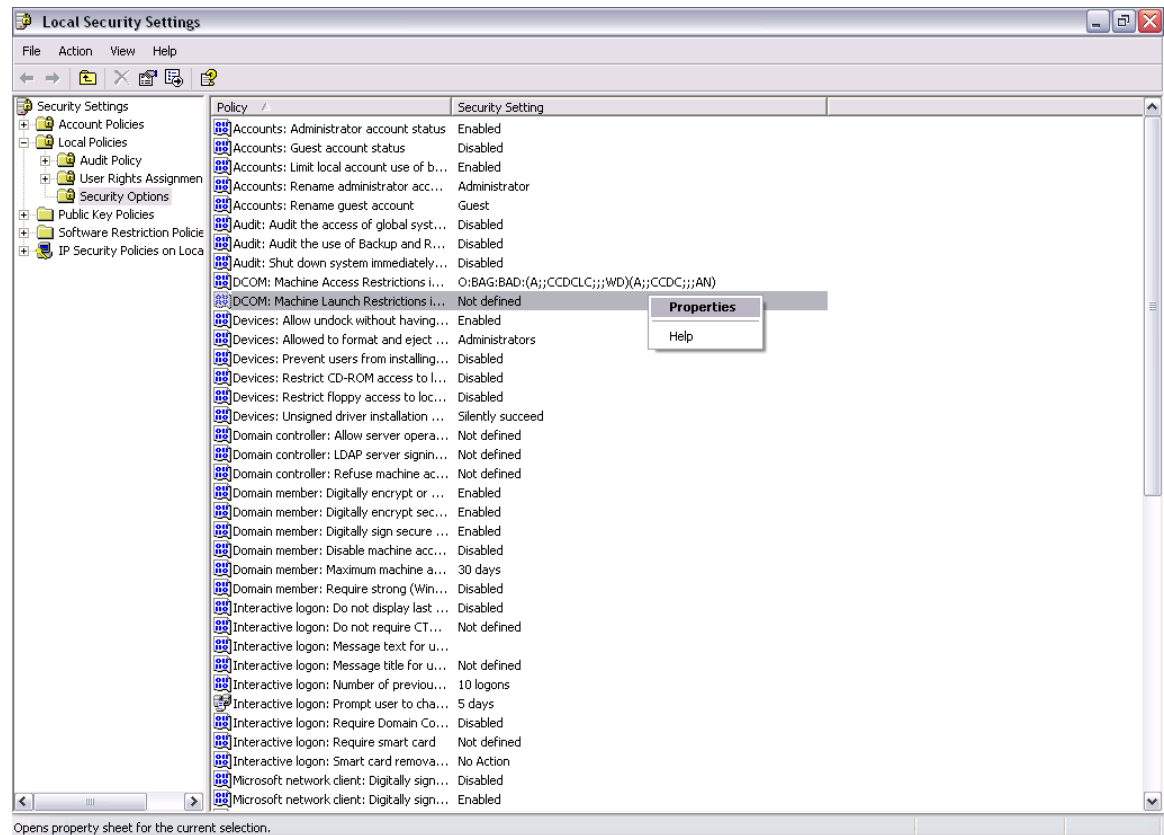 Local Security Settings
File Action View Help
Security Settings
Account Policies
Local Policies
Audit Policy
User Rights Assignmen
Security Options
Public Key Policies
Software Restriction Policie
IP Security Policies on Loca
Policy Security Setting
Accounts: Administrator account status Enabled
Accounts: Guest account status Disabled
Accounts: Limit local account use of b... Enabled
Accounts: Rename administrator acc... Administrator
Accounts: Rename guest account Guest
Audit: Audit the access of global syst... Disabled
Audit: Audit the use of Backup and R... Disabled
Audit: Shut down system immediately... Disabled
DCOM: Machine Access Restrictions i... O:BAG:BAD:(A;;CCDCLC;;;WD)(A;;CCDC;;;AN)
DCOM: Machine Launch Restrictions i... Not defined
Properties
Help
Devices: Allow undock without having... Enabled
Devices: Allowed to format and eject ... Administrators
Devices: Prevent users from installing... Disabled
Devices: Restrict CD-ROM access to l... Disabled
Devices: Restrict floppy access to loc... Disabled
Devices: Unsigned driver installation ... Silently succeed
Domain controller: Allow server opera... Not defined
Domain controller: LDAP server signin... Not defined
Domain controller: Refuse machine ac... Not defined
Domain member: Digitally encrypt or ... Enabled
Domain member: Digitally encrypt sec... Enabled
Domain member: Digitally sign secure ... Enabled
Domain member: Disable machine acc... Disabled
Domain member: Maximum machine a... 30 days
Domain member: Require strong (Win... Disabled
Interactive logon: Do not display last ... Disabled
Interactive logon: Do not require CT... Not defined
Interactive logon: Message text for u...
Interactive logon: Message title for u... Not defined
Interactive logon: Number of previou... 10 logons
Interactive logon: Prompt user to cha... 5 days
Interactive logon: Require Domain Co... Disabled
Interactive logon: Require smart card Not defined
Interactive logon: Smart card remova... No Action
Microsoft network client: Digitally sign... Disabled
Microsoft network client: Digitally sign... Enabled
Opens property sheet for the current selection.